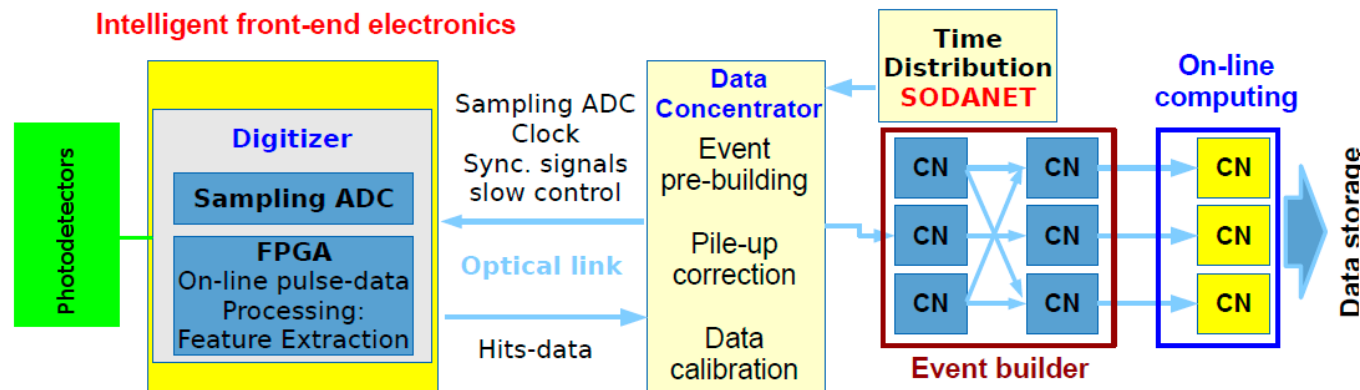 Intelligent front-end electronics
Photodetectors
Digitizer
Sampling ADC
FPGA
On-line pulse-data
Processing:
Feature Extraction
Sampling ADC
Clock
Sync. signals
slow control
Optical link
Hits-data
Data
Concentrator
Event
pre-building
Pile-up
correction
Data
calibration
Time
Distribution
SODANET
CN
CN
CN
CN
CN
CN
Event builder
On-line
computing
CN
CN
CN
Data storage